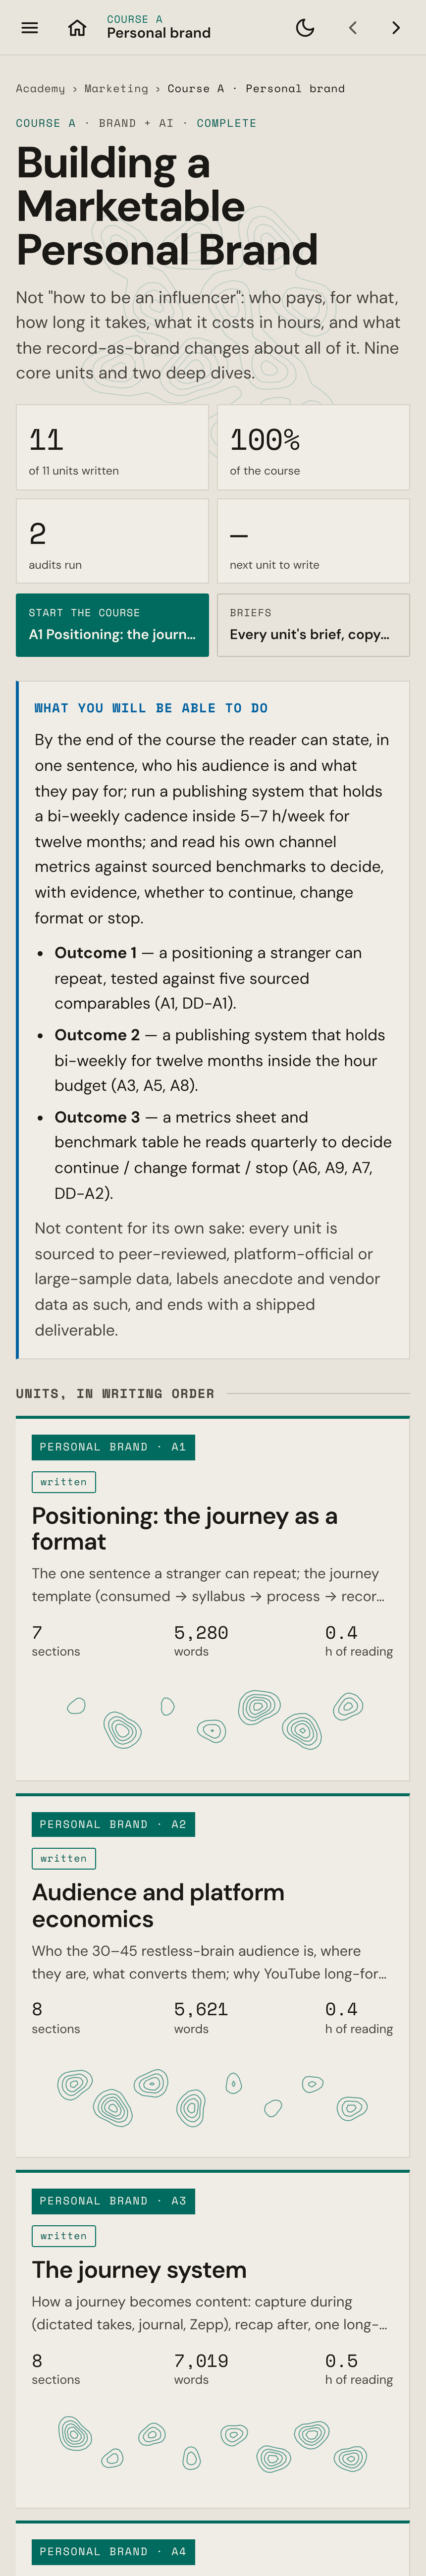 COURSE A
Personal brand
Academy › Marketing › Course A · Personal brand
COURSE A · BRAND + AI · COMPLETE
Building a
Marketable
Personal Brand
Not "how to be an influencer": who pays, for what,
how long it takes, what it costs in hours, and what
the record-as-brand changes about all of it. Nine
core units and two deep dives.
11
of 11 units written
100%
of the course
2
audits run
—
next unit to write
START THE COURSE
A1 Positioning: the journ…
BRIEFS
Every unit's brief, copy…
WHAT YOU WILL BE ABLE TO DO
By the end of the course the reader can state, in
one sentence, who his audience is and what
they pay for; run a publishing system that holds
a bi-weekly cadence inside 5–7 h/week for
twelve months; and read his own channel
metrics against sourced benchmarks to decide,
with evidence, whether to continue, change
format or stop.
• Outcome 1 — a positioning a stranger can
repeat, tested against five sourced
comparables (A1, DD-A1).
• Outcome 2 — a publishing system that holds
bi-weekly for twelve months inside the hour
budget (A3, A5, A8).
• Outcome 3 — a metrics sheet and
benchmark table he reads quarterly to decide
continue / change format / stop (A6, A9, A7,
DD-A2).
Not content for its own sake: every unit is
sourced to peer-reviewed, platform-official or
large-sample data, labels anecdote and vendor
data as such, and ends with a shipped
deliverable.
UNITS, IN WRITING ORDER
PERSONAL BRAND · A1
written
Positioning: the journey as a
format
The one sentence a stranger can repeat; the journey
template (consumed → syllabus → process → recor…
7 5,280 0.4
sections words h of reading
PERSONAL BRAND · A2
written
Audience and platform
economics
Who the 30–45 restless-brain audience is, where
they are, what converts them; why YouTube long-for…
8 5,621 0.4
sections words h of reading
PERSONAL BRAND · A3
written
The journey system
How a journey becomes content: capture during
(dictated takes, journal, Zepp), recap after, one long-…
8 7,019 0.5
sections words h of reading
PERSONAL BRAND · A4